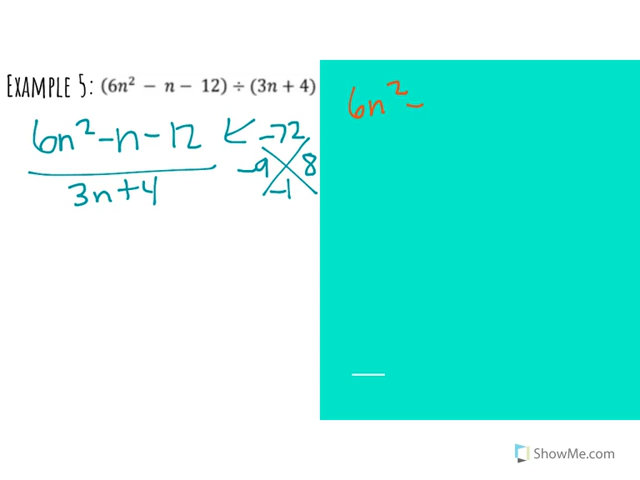 EXAMPLE 5: (6n² − n − 12) ÷ (3n + 4)
6n² − n − 12
3n + 4
−72
−9 8
−1
6n² −
ShowMe.com